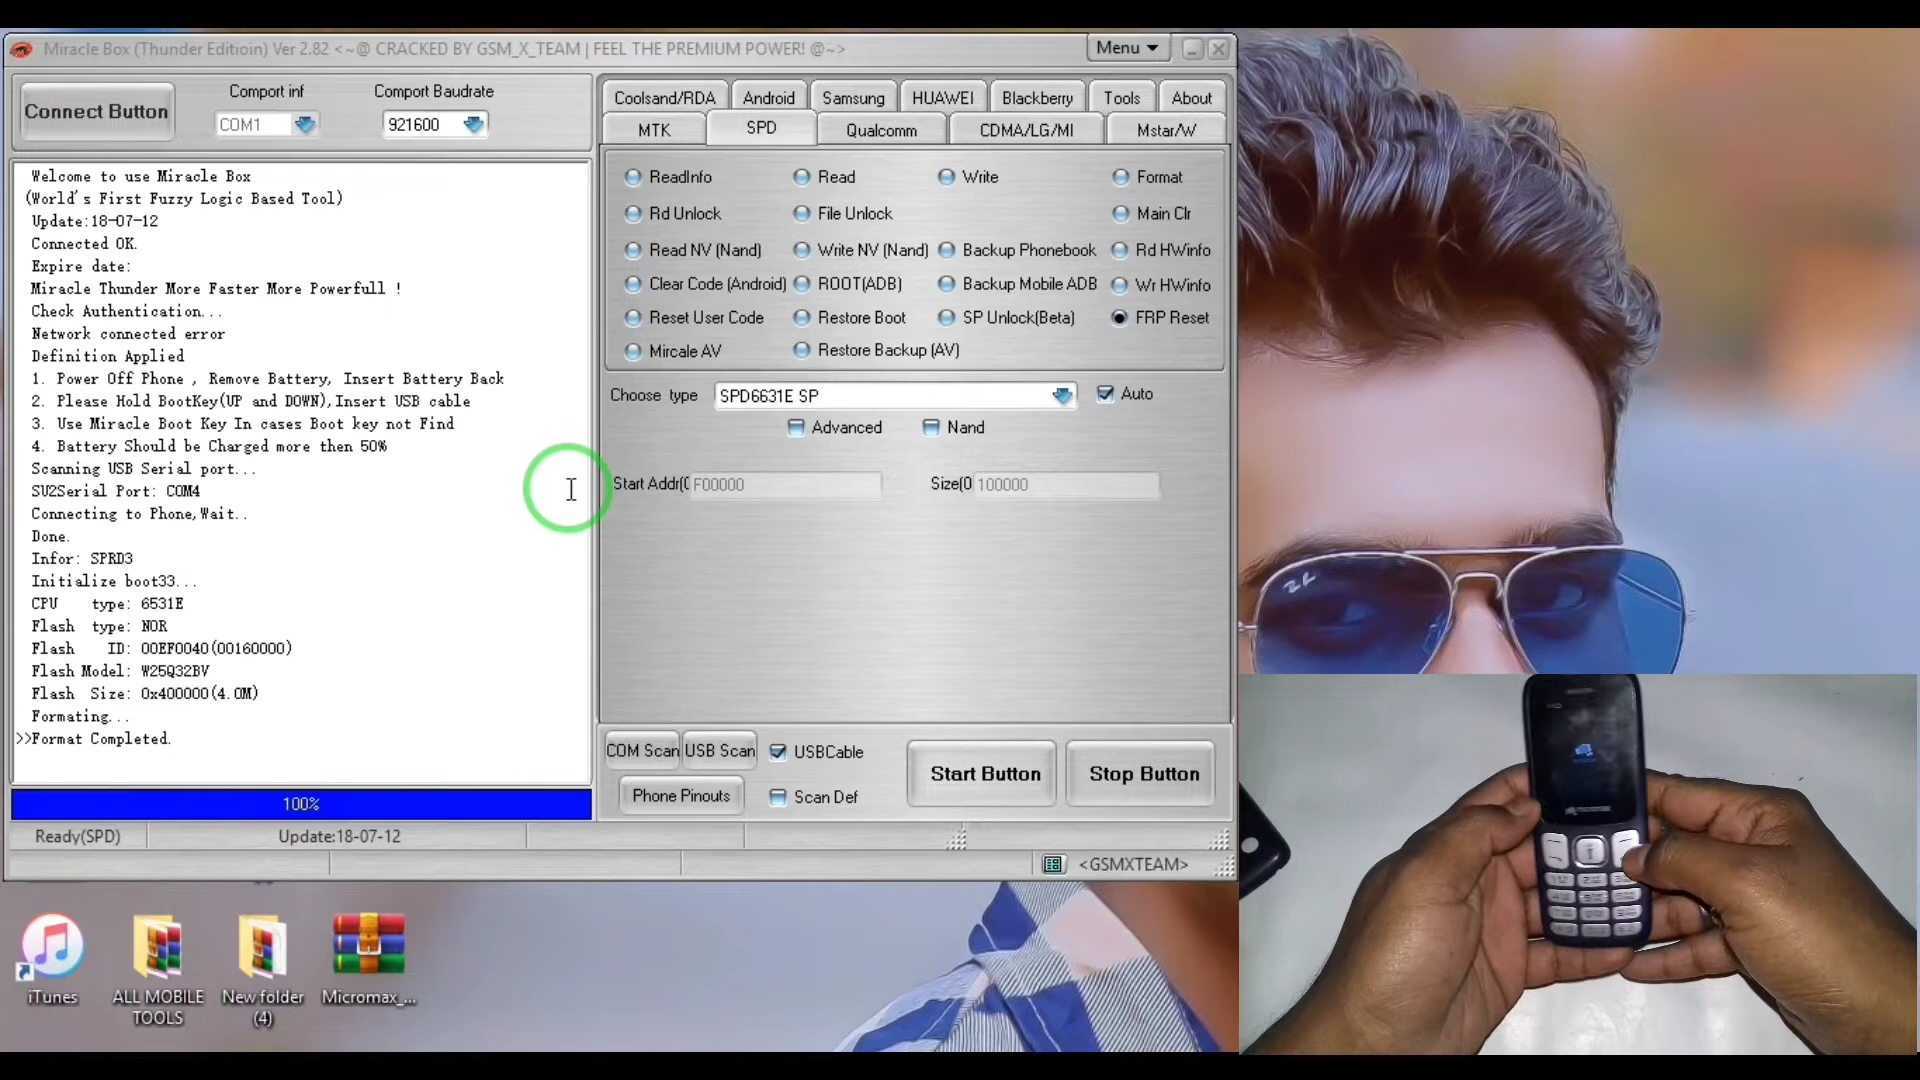 Miracle Box (Thunder Editioin) Ver 2.82 <~@ CRACKED BY GSM_X_TEAM | FEEL THE PREMIUM POWER! @~>
Menu
Connect Button
Comport inf
COM1
Comport Baudrate
921600
Welcome to use Miracle Box
(World's First Fuzzy Logic Based Tool)
Update:18-07-12
Connected OK.
Expire date:
Miracle Thunder More Faster More Powerfull !
Check Authentication...
Network connected error
Definition Applied
1. Power Off Phone , Remove Battery, Insert Battery Back
2. Please Hold BootKey(UP and DOWN),Insert USB cable
3. Use Miracle Boot Key In cases Boot key not Find
4. Battery Should be Charged more then 50%
Scanning USB Serial port...
SU2Serial Port: COM4
Connecting to Phone,Wait..
Done.
Infor: SPRD3
Initialize boot33...
CPU type: 6531E
Flash type: NOR
Flash ID: 00EF0040(00160000)
Flash Model: W25Q32BV
Flash Size: 0x400000(4.0M)
Formating...
>>Format Completed.
100%
Ready(SPD)
Update:18-07-12
Coolsand/RDA Android Samsung HUAWEI Blackberry Tools About
MTK SPD Qualcomm CDMA/LG/MI Mstar/W
ReadInfo Read Write Format
Rd Unlock File Unlock Main Clr
Read NV (Nand) Write NV (Nand) Backup Phonebook Rd HWinfo
Clear Code (Android) ROOT(ADB) Backup Mobile ADB Wr HWinfo
Reset User Code Restore Boot SP Unlock(Beta) FRP Reset
Mircale AV Restore Backup (AV)
Choose type SPD6631E SP Auto
Advanced Nand
Start Addr(0 F00000 Size(0 100000
COM Scan USB Scan USBCable
Phone Pinouts Scan Def
Start Button Stop Button
<GSMXTEAM>
iTunes
ALL MOBILE
TOOLS
New folder
(4)
Micromax_...